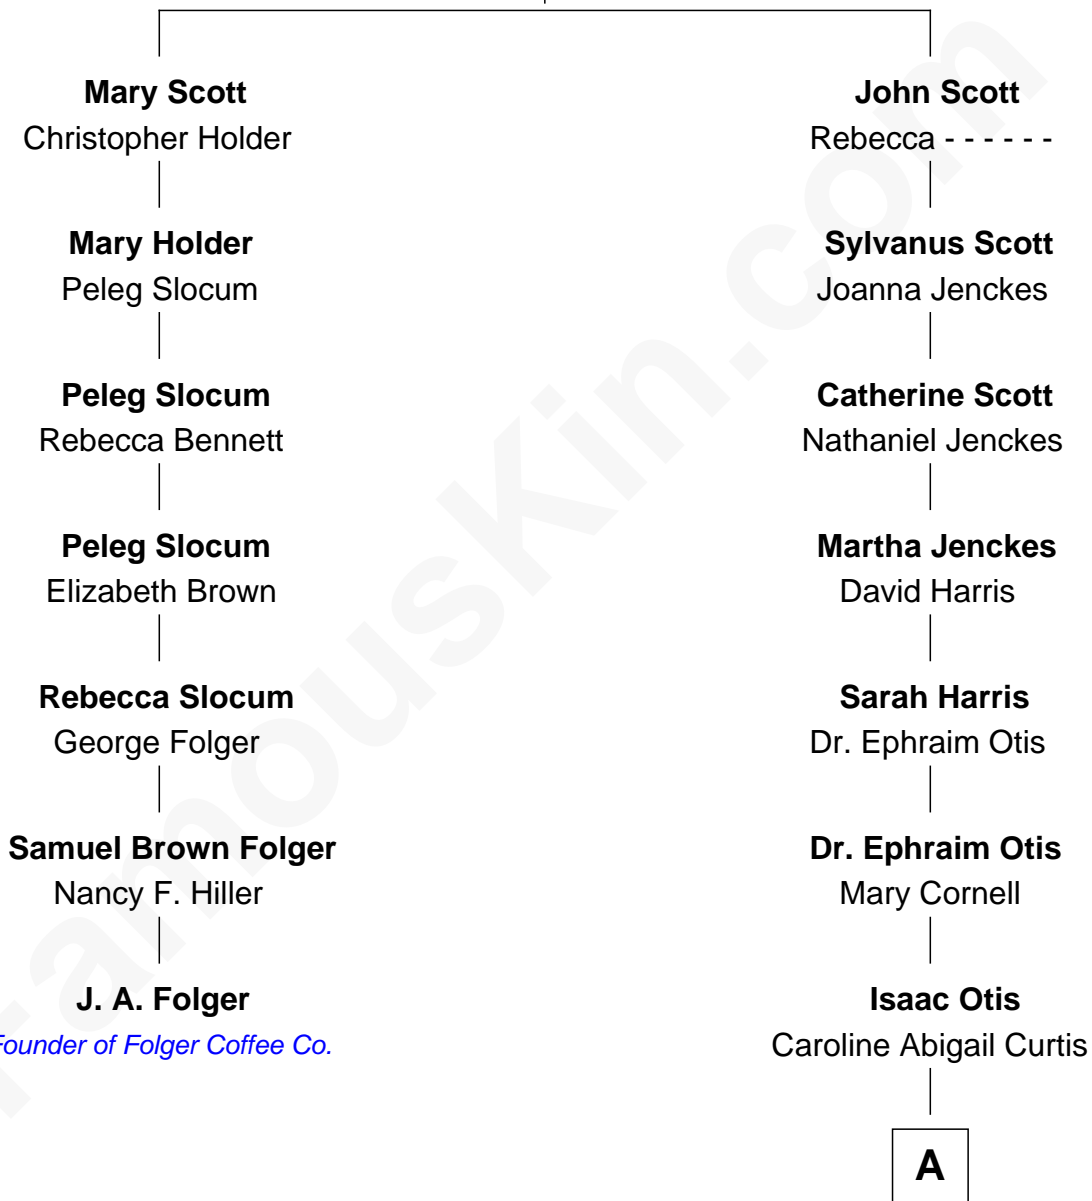 Mary Scott
Christopher Holder
John Scott
Rebecca - - - - - -
Mary Holder
Peleg Slocum
Sylvanus Scott
Joanna Jenckes
Peleg Slocum
Rebecca Bennett
Catherine Scott
Nathaniel Jenckes
Peleg Slocum
Elizabeth Brown
Martha Jenckes
David Harris
Rebecca Slocum
George Folger
Sarah Harris
Dr. Ephraim Otis
Samuel Brown Folger
Nancy F. Hiller
Dr. Ephraim Otis
Mary Cornell
J. A. Folger
Founder of Folger Coffee Co.
Isaac Otis
Caroline Abigail Curtis
A
FamousKin.com